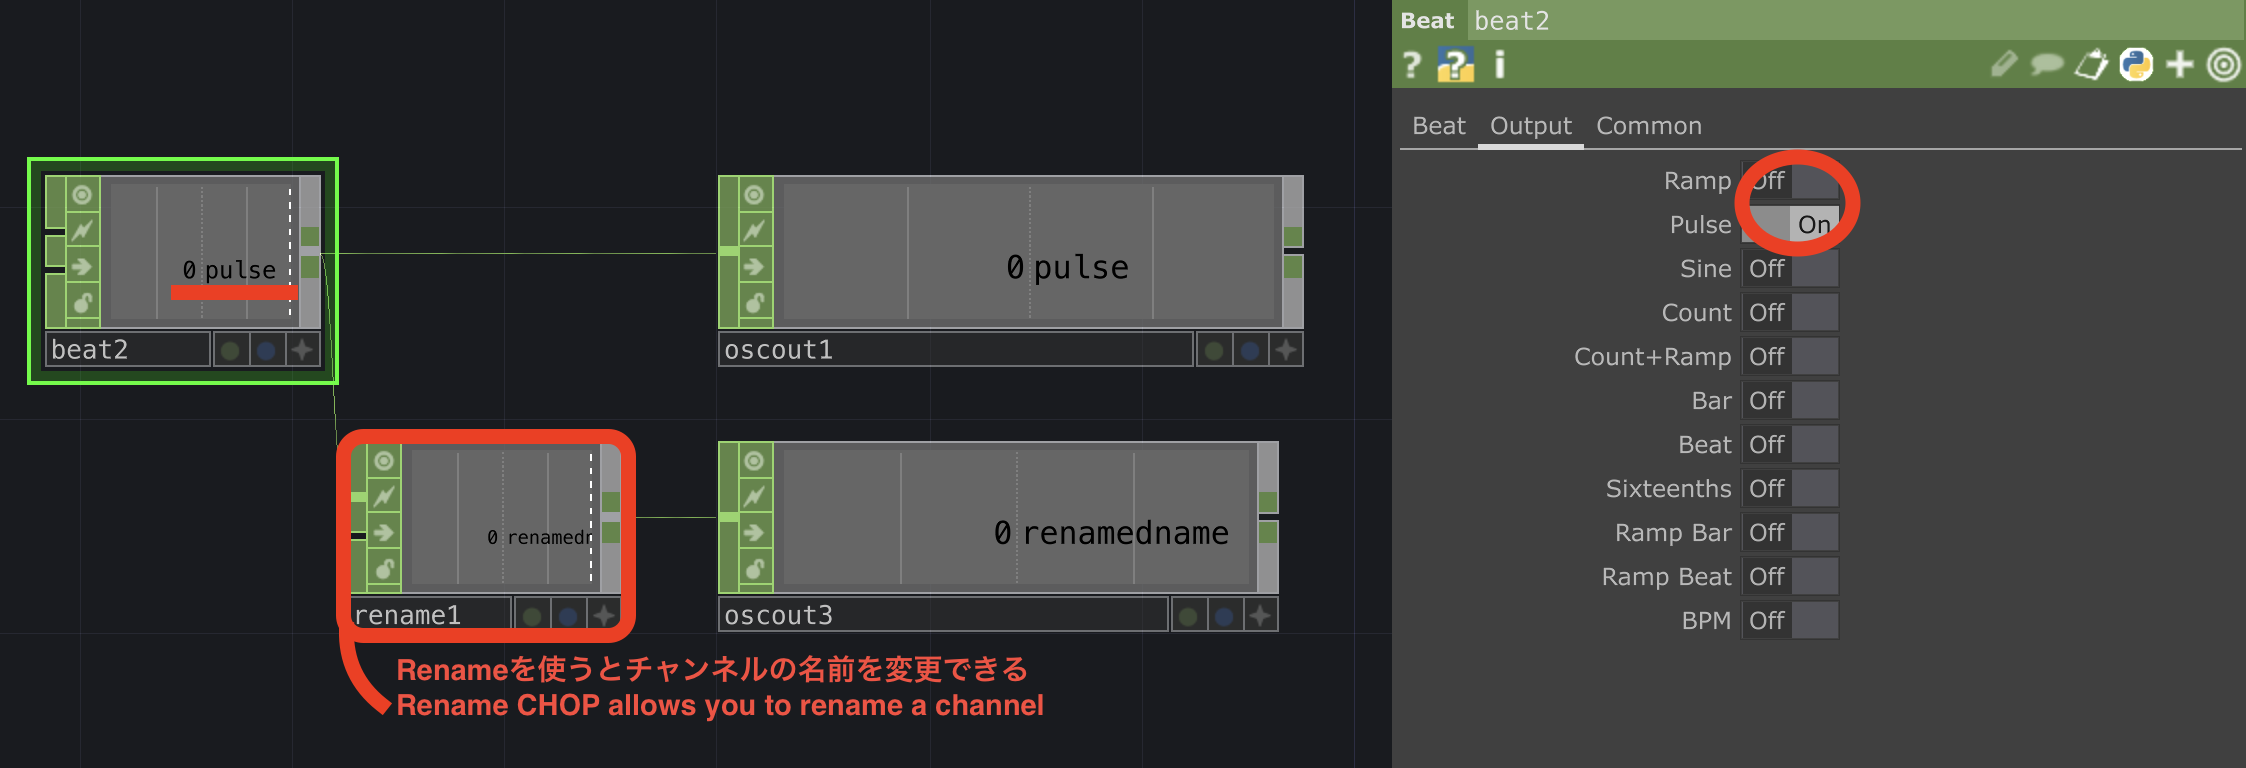 Beat beat2
? ? i
Beat Output Common
Ramp Off
Pulse On
Sine Off
Count Off
Count+Ramp Off
Bar Off
Beat Off
Sixteenths Off
Ramp Bar Off
Ramp Beat Off
BPM Off
0 pulse
beat2
0 pulse
oscout1
0 renamedr
rename1
0 renamedname
oscout3
Renameを使うとチャンネルの名前を変更できる
Rename CHOP allows you to rename a channel